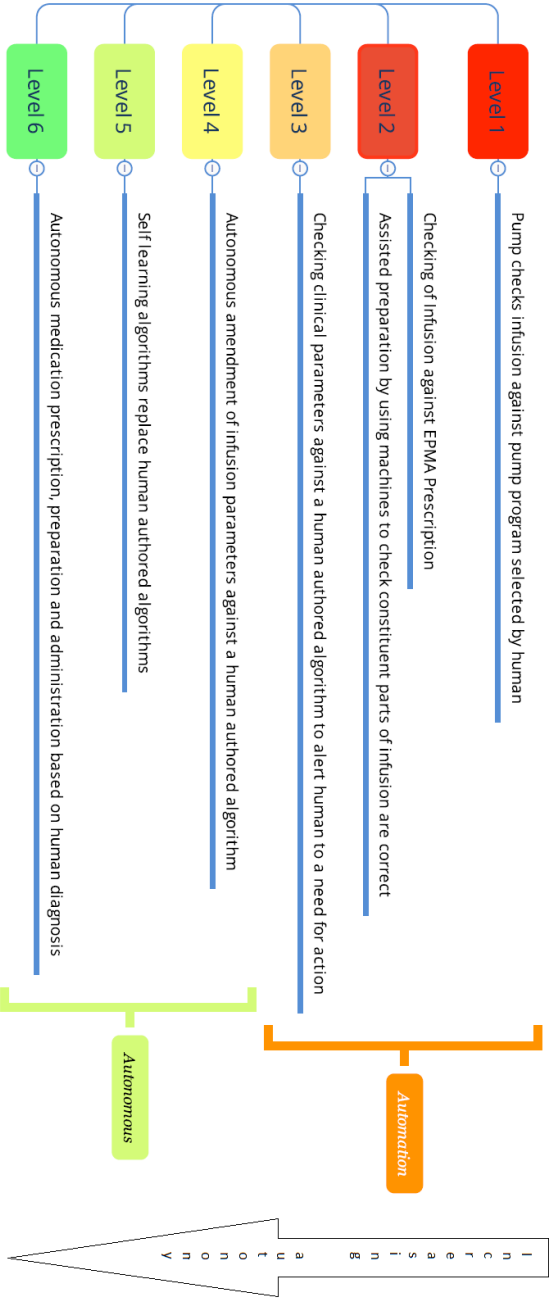 Level 1
Pump checks infusion against pump program selected by human
Level 2
Checking of Infusion against EPMA Prescription
Assisted preparation by using machines to check constituent parts of infusion are correct
Level 3
Checking clinical parameters against a human authored algorithm to alert human to a need for action
Level 4
Autonomous amendment of infusion parameters against a human authored algorithm
Level 5
Self learning algorithms replace human authored algorithms
Level 6
Autonomous medication prescription, preparation and administration based on human diagnosis
Automation
Autonomous
Increasing autonony